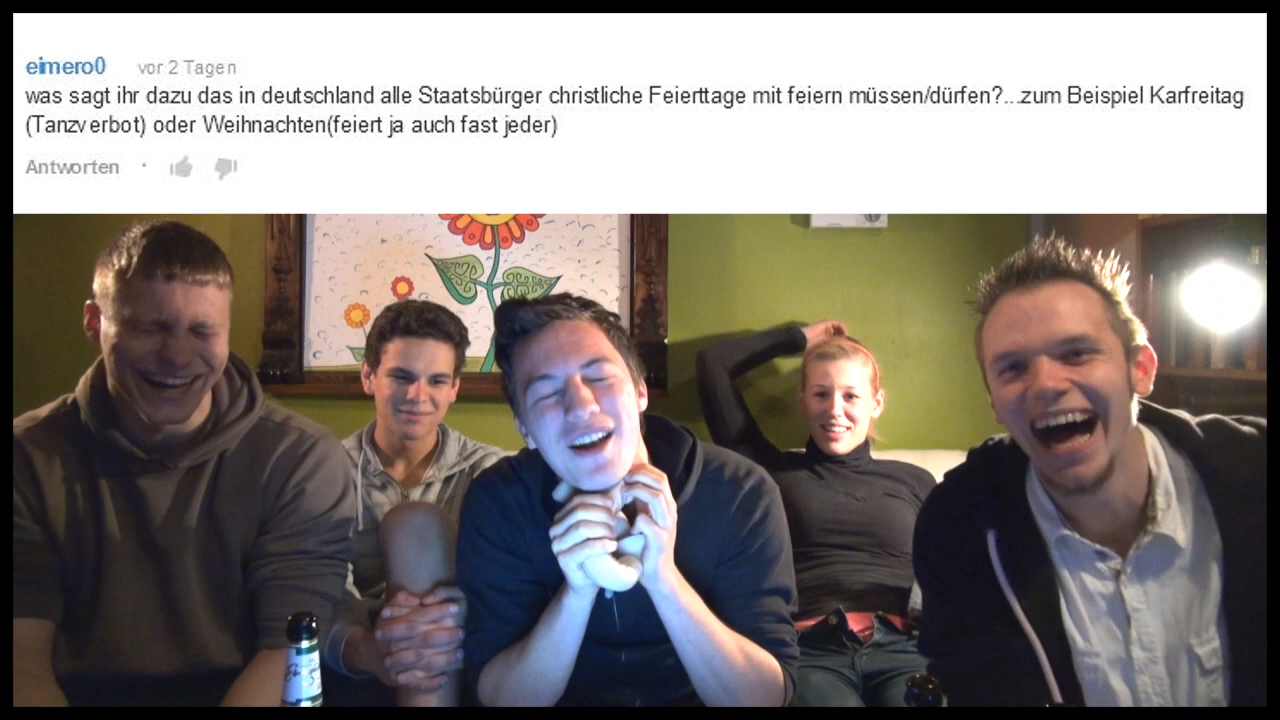 eimero0 vor 2 Tagen
was sagt ihr dazu das in deutschland alle Staatsbürger christliche Feierttage mit feiern müssen/dürfen?...zum Beispiel Karfreitag
(Tanzverbot) oder Weihnachten(feiert ja auch fast jeder)
Antworten ·